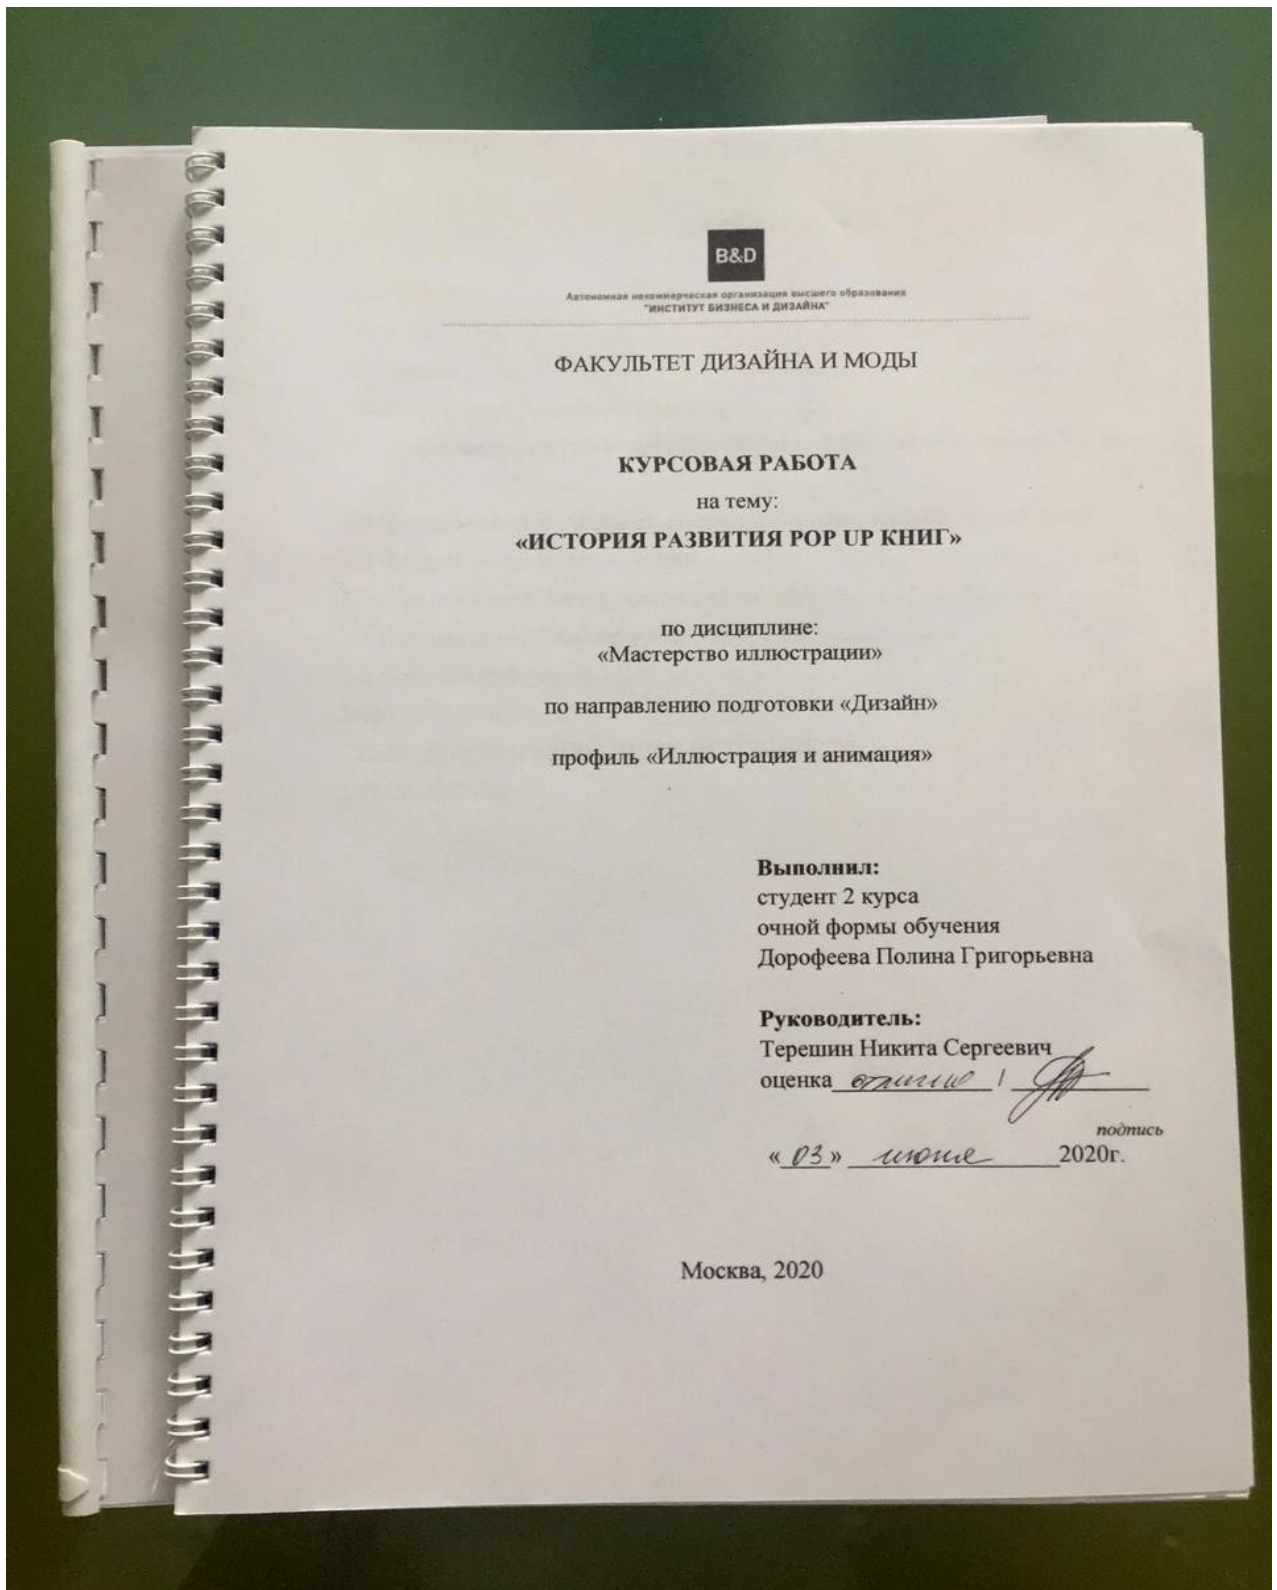 B&D
Автономная некоммерческая организация высшего образования
"ИНСТИТУТ БИЗНЕСА И ДИЗАЙНА"
ФАКУЛЬТЕТ ДИЗАЙНА И МОДЫ
КУРСОВАЯ РАБОТА
на тему:
«ИСТОРИЯ РАЗВИТИЯ POP UP КНИГ»
по дисциплине:
«Мастерство иллюстрации»
по направлению подготовки «Дизайн»
профиль «Иллюстрация и анимация»
Выполнил:
студент 2 курса
очной формы обучения
Дорофеева Полина Григорьевна
Руководитель:
Терешин Никита Сергеевич
оценка отлично /
подпись
« 03 » июня 2020г.
Москва, 2020